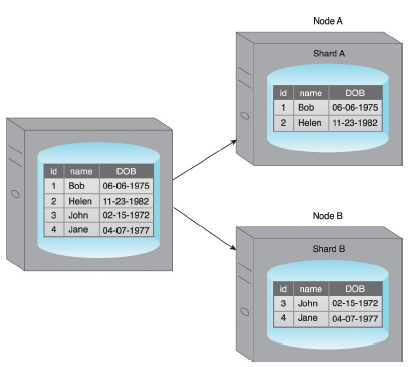 Node A
Shard A
id name DOB
1 Bob 06-06-1975
2 Helen 11-23-1982
id name DOB
1 Bob 06-06-1975
2 Helen 11-23-1982
3 John 02-15-1972
4 Jane 04-07-1977
Node B
Shard B
id name DOB
3 John 02-15-1972
4 Jane 04-07-1977